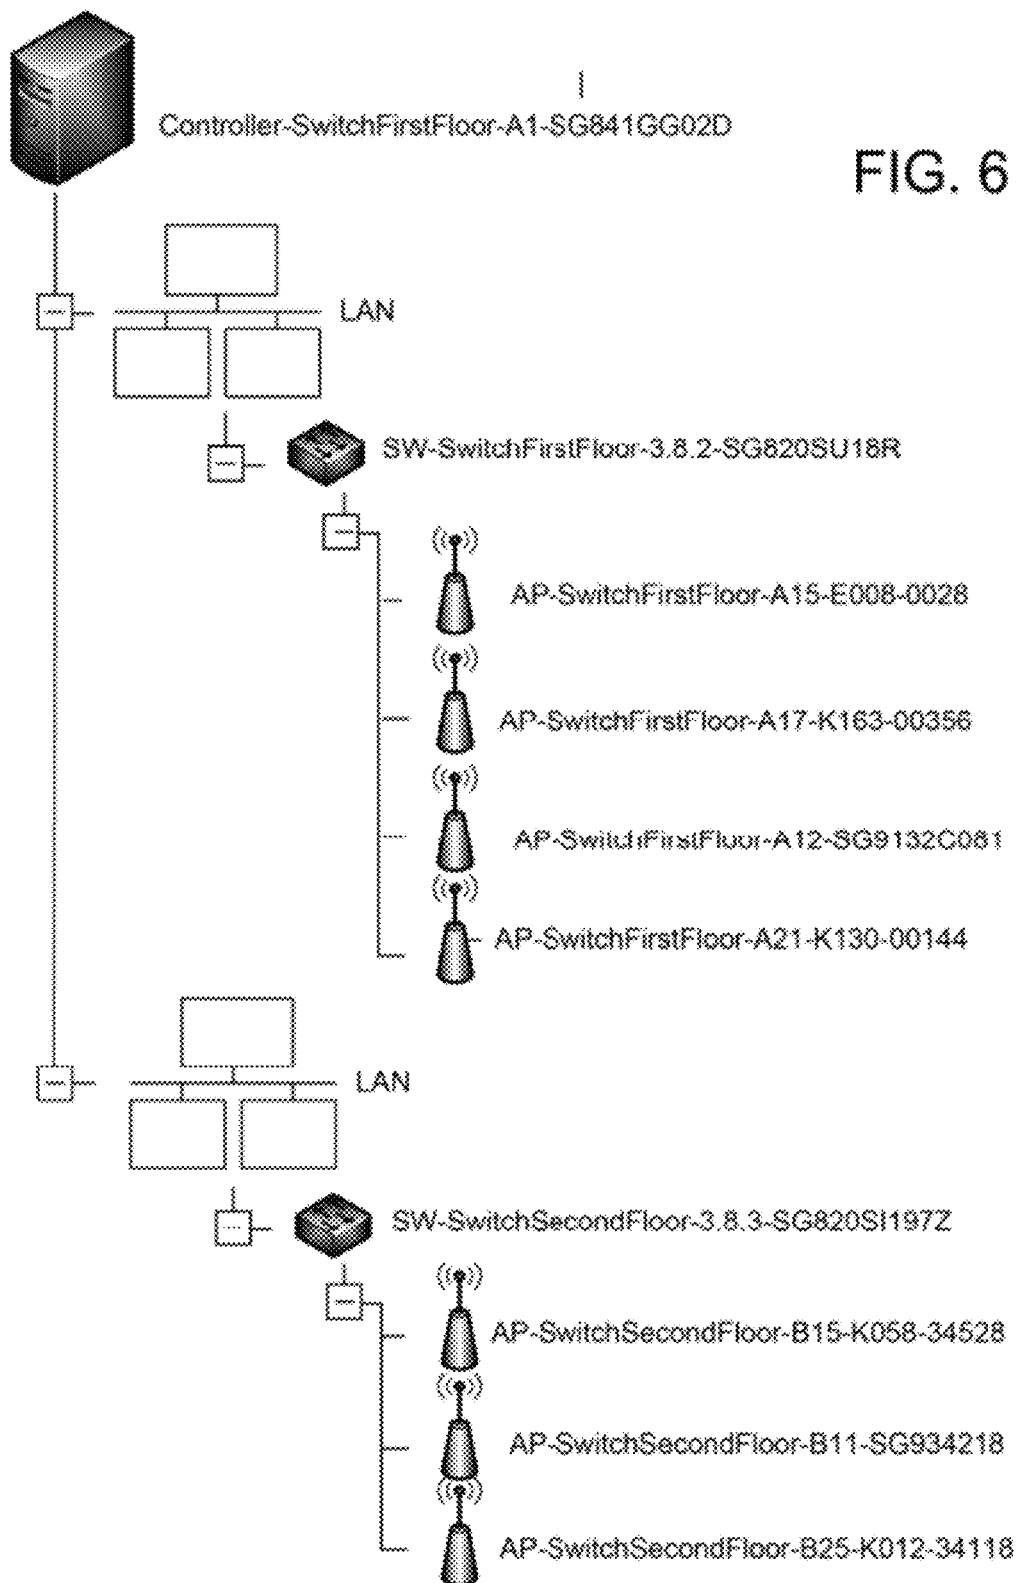 Controller-SwitchFirstFloor-A1-SG841GG02D
FIG. 6
LAN
SW-SwitchFirstFloor-3.8.2-SG820SU18R
AP-SwitchFirstFloor-A15-E008-0028
AP-SwitchFirstFloor-A17-K163-00356
AP-SwitchFirstFloor-A12-SG9132C081
AP-SwitchFirstFloor-A21-K130-00144
LAN
SW-SwitchSecondFloor-3.8.3-SG820SI197Z
AP-SwitchSecondFloor-B15-K058-34528
AP-SwitchSecondFloor-B11-SG934218
AP-SwitchSecondFloor-B25-K012-34118